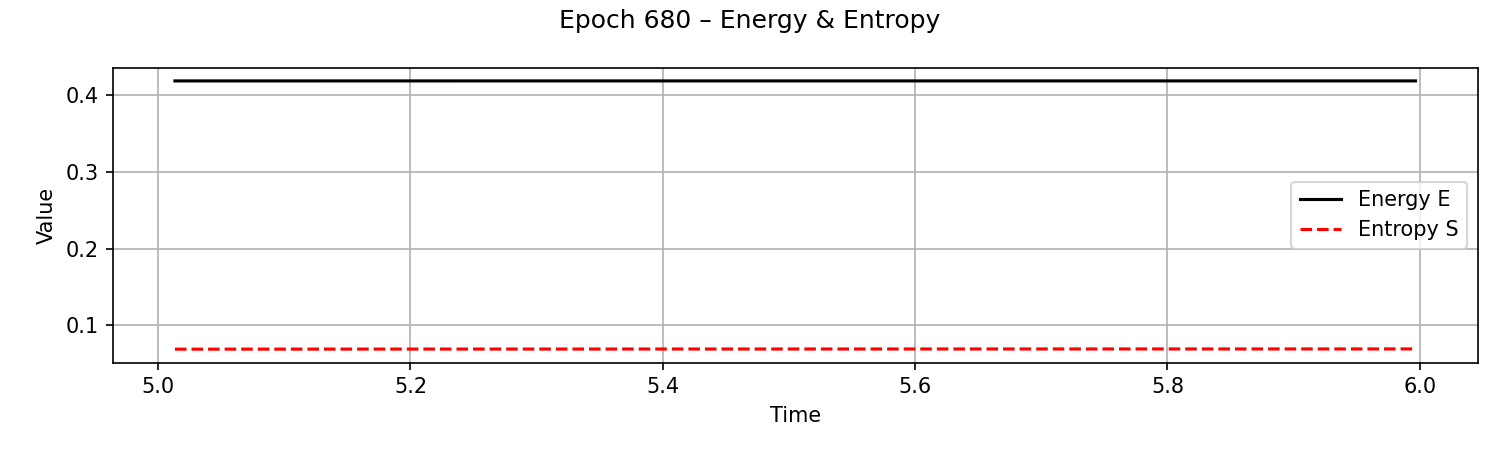 Epoch 680 – Energy & Entropy
0.4
0.3
0.2
0.1
Value
Energy E
Entropy S
5.0 5.2 5.4 5.6 5.8 6.0
Time